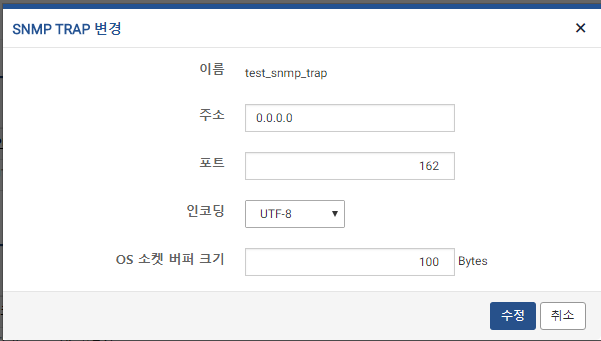 SNMP TRAP 변경
이름 test_snmp_trap
주소 0.0.0.0
포트 162
인코딩 UTF-8
OS 소켓 버퍼 크기 100 Bytes
수정 취소